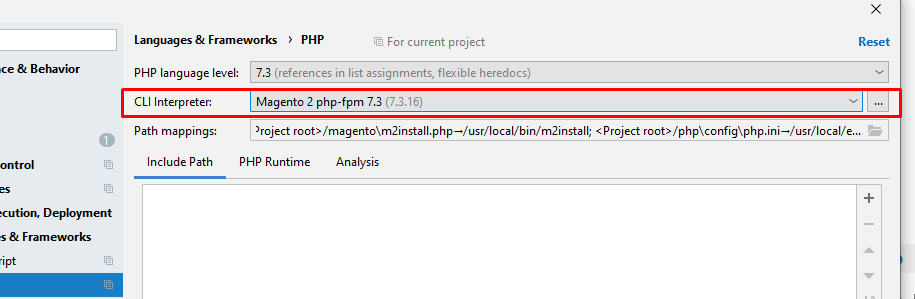 Languages & Frameworks › PHP For current project Reset
ce & Behavior
PHP language level: 7.3 (references in list assignments, flexible heredocs)
CLI Interpreter: Magento 2 php-fpm 7.3 (7.3.16) ...
Path mappings: <Project root>/magento\m2install.php→/usr/local/bin/m2install; <Project root>/php\config\php.ini→/usr/local/e...
1
Include Path PHP Runtime Analysis
ontrol
es
ecution, Deployment
es & Frameworks
ript